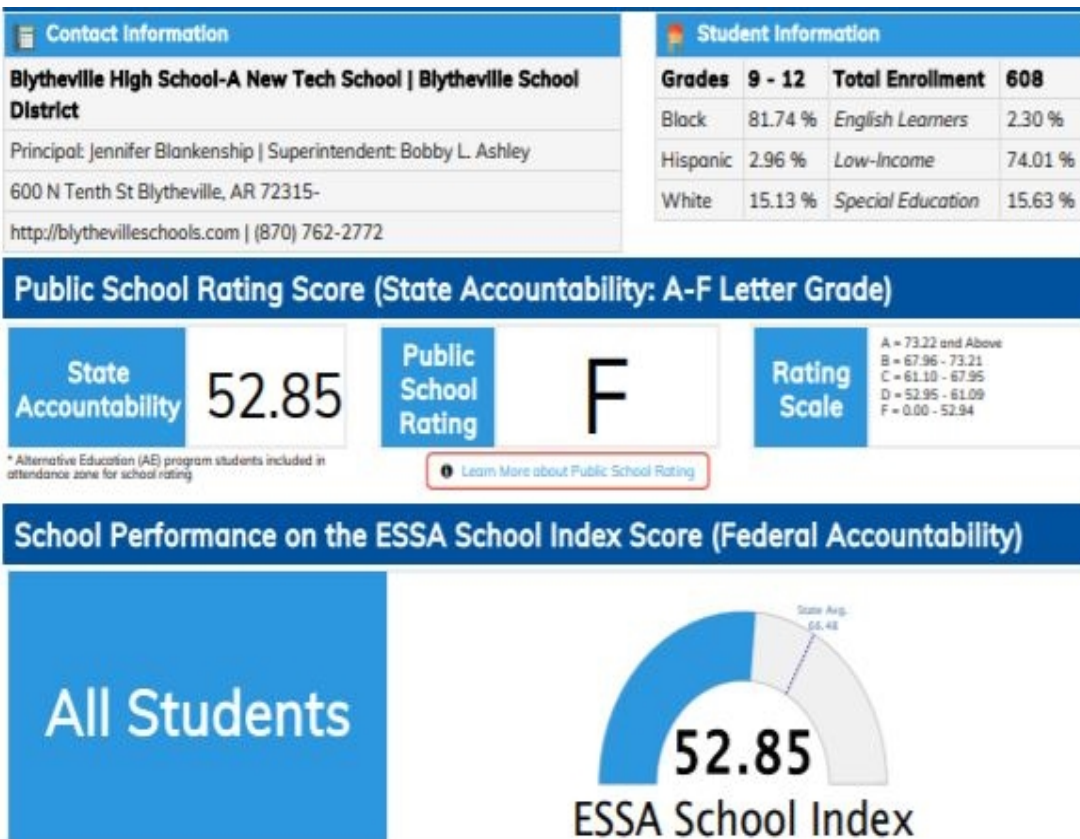 Contact Information
Blytheville High School-A New Tech School | Blytheville School
District
Principal: Jennifer Blankenship | Superintendent: Bobby L. Ashley
600 N Tenth St Blytheville, AR 72315-
http://blythevilleschools.com | (870) 762-2772
Student Information
Grades 9 - 12 Total Enrollment 608
Black 81.74 % English Learners 2.30 %
Hispanic 2.96 % Low-Income 74.01 %
White 15.13 % Special Education 15.63 %
Public School Rating Score (State Accountability: A-F Letter Grade)
State
Accountability
52.85
* Alternative Education (AE) program students included in
attendance zone for school rating
Public
School
Rating
F
Learn More about Public School Rating
Rating
Scale
A = 73.22 and Above
B = 67.96 - 73.21
C = 61.10 - 67.95
D = 52.95 - 61.09
F = 0.00 - 52.94
School Performance on the ESSA School Index Score (Federal Accountability)
All Students
State Avg.
66.48
52.85
ESSA School Index